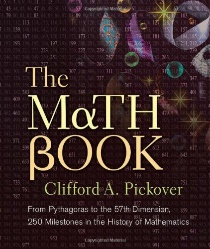 The
MαTH
βOOK
Clifford A. Pickover
From Pythagoras to the 57th Dimension,
250 Milestones in the History of Mathematics